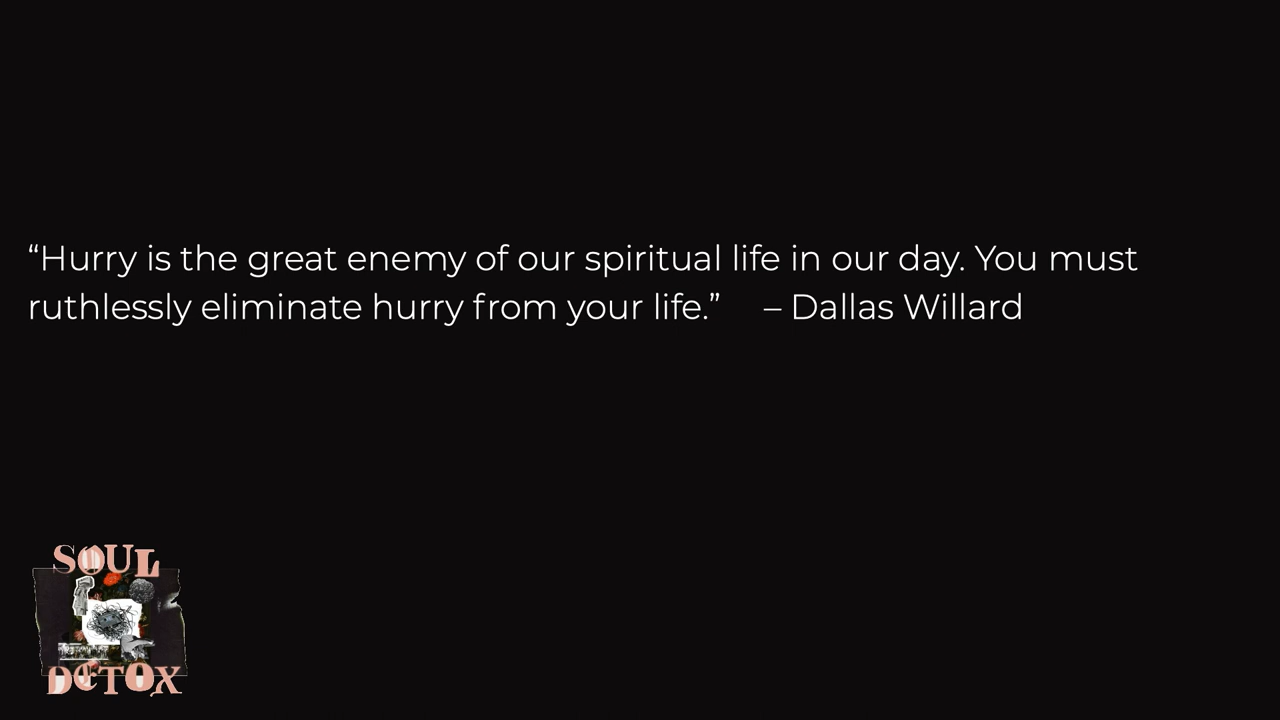 “Hurry is the great enemy of our spiritual life in our day. You must
ruthlessly eliminate hurry from your life.” – Dallas Willard
SOUL
DETOX